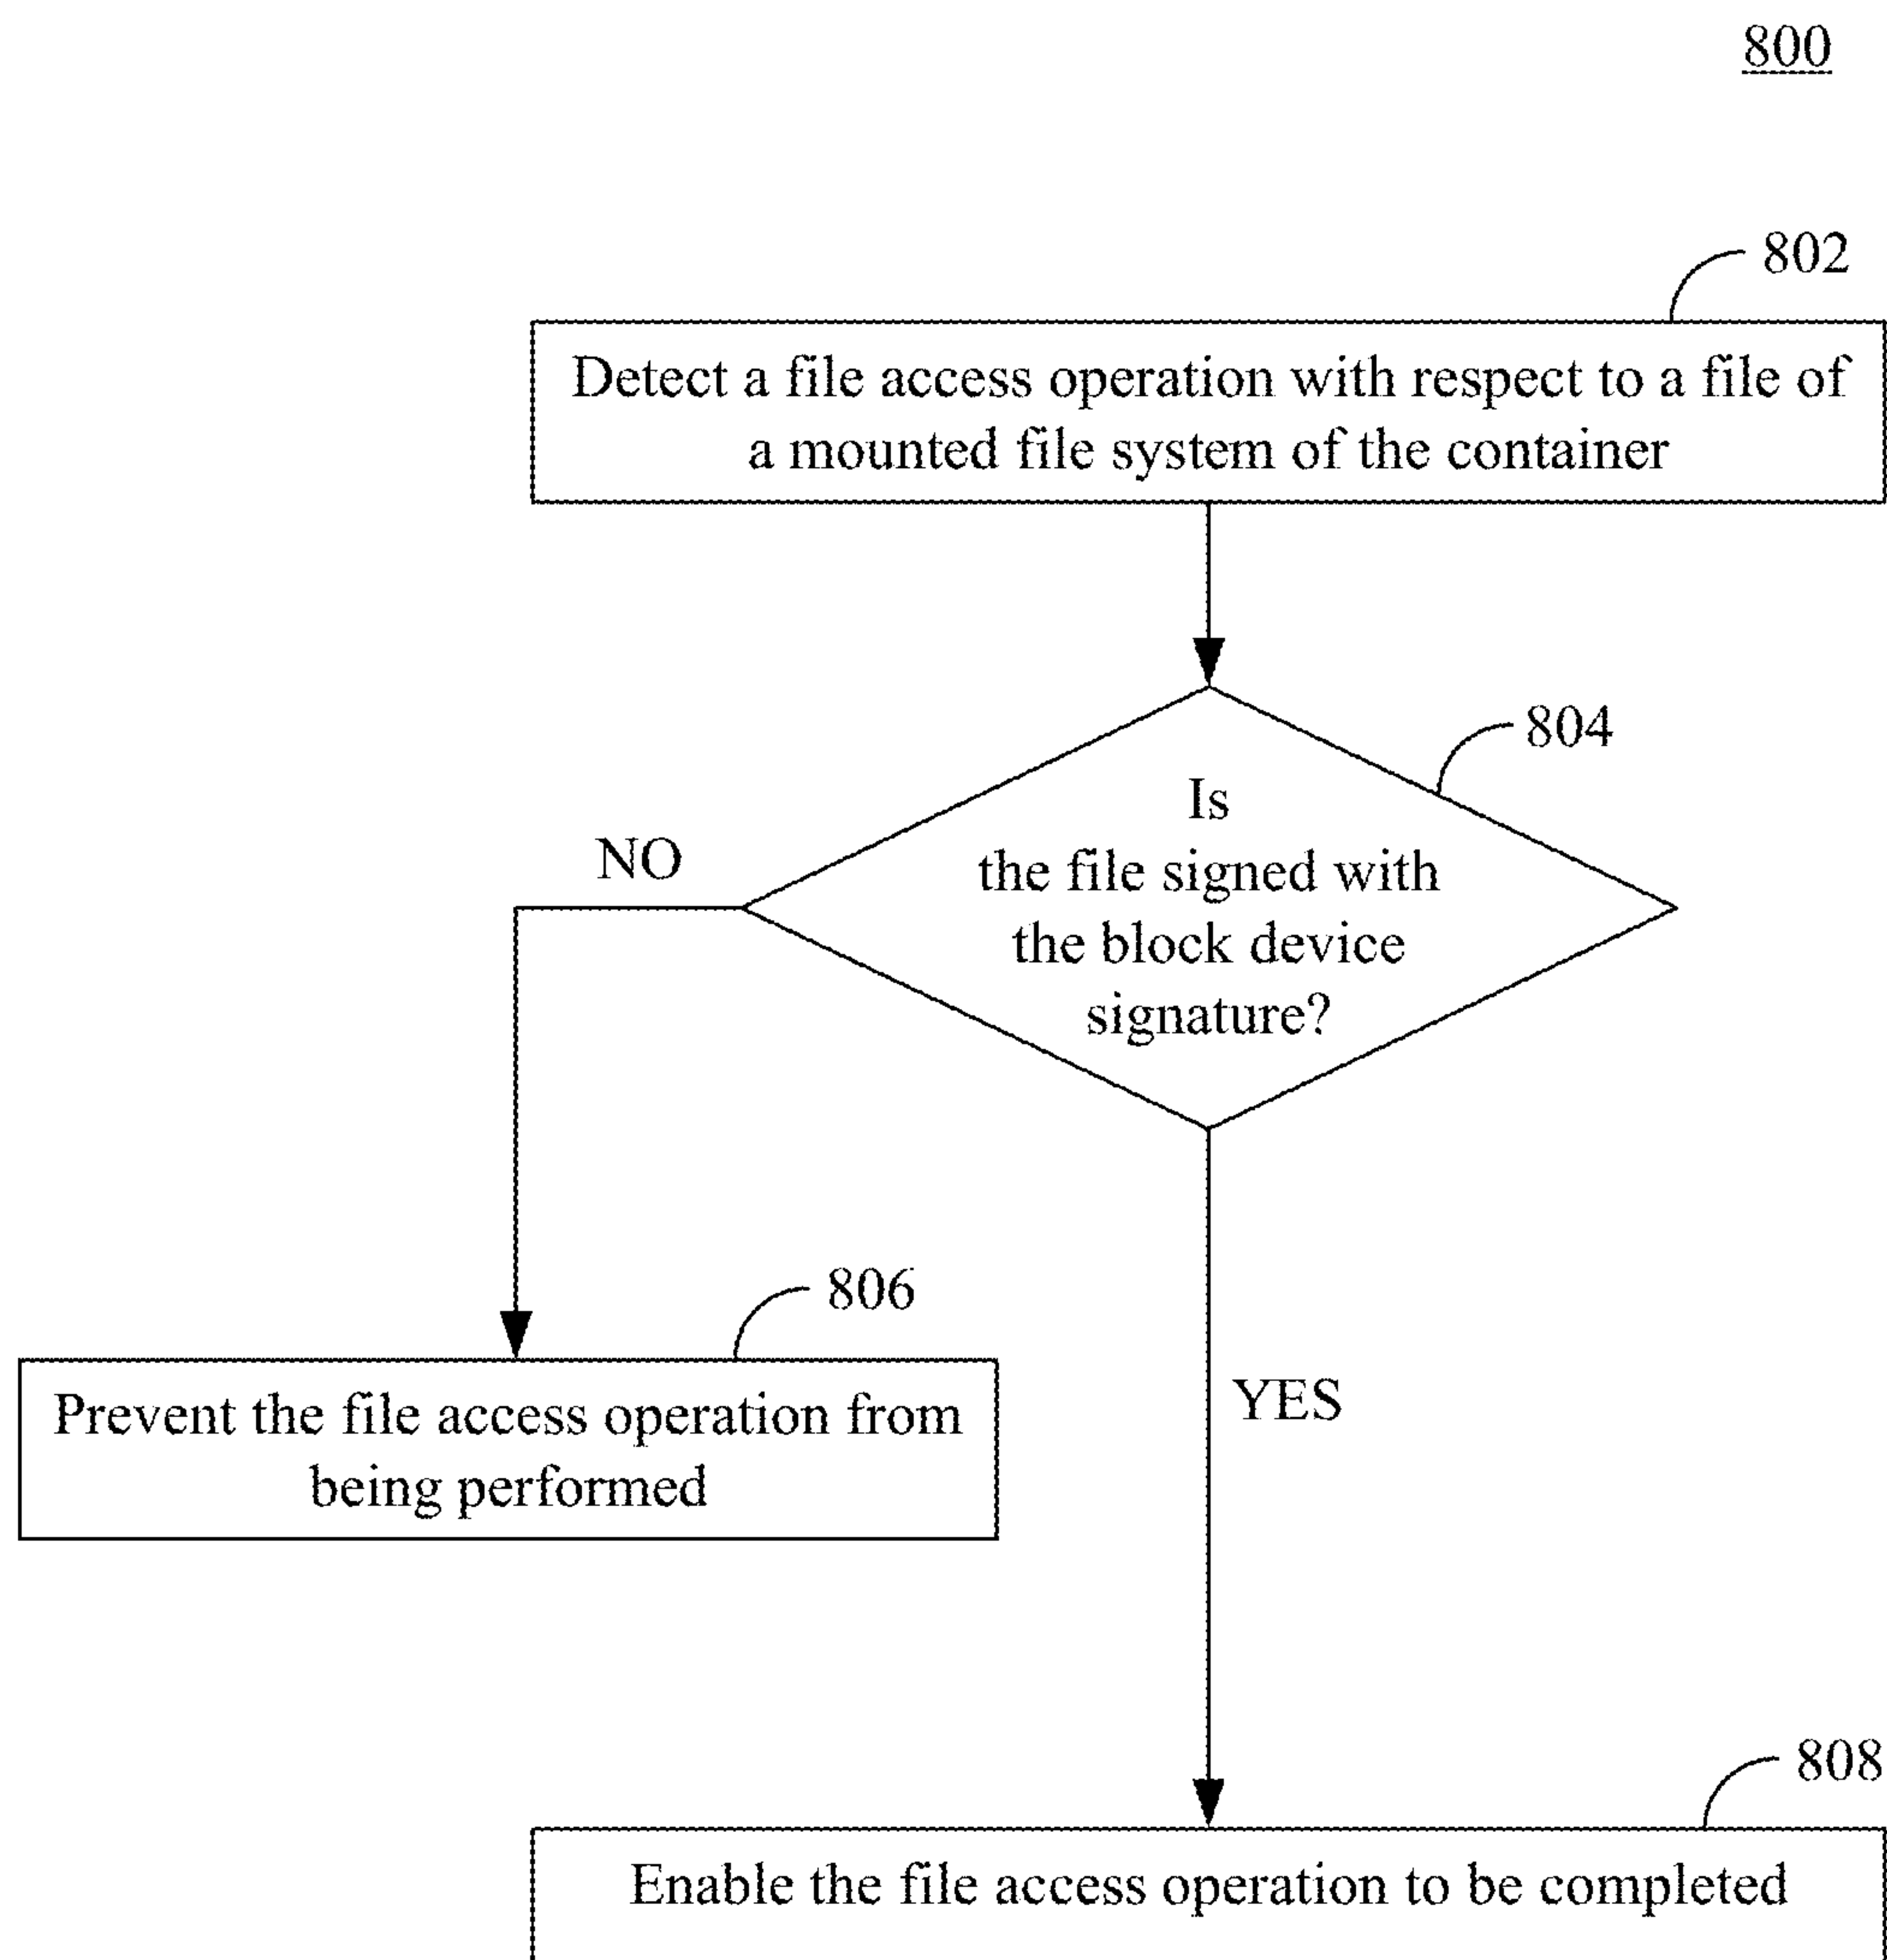 800
802
Detect a file access operation with respect to a file of
a mounted file system of the container
804
Is
the file signed with
the block device
signature?
NO
806
Prevent the file access operation from
being performed
YES
808
Enable the file access operation to be completed